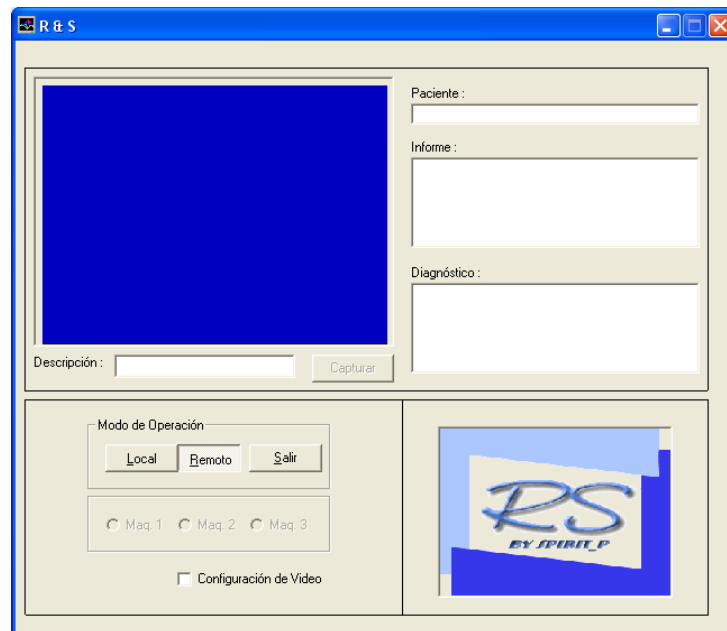 R & S
Paciente :
Informe :
Diagnóstico :
Descripción :
Capturar
Modo de Operación
Local
Remoto
Salir
Maq. 1
Maq. 2
Maq. 3
Configuración de Video
RS
BY SPIRIT_P